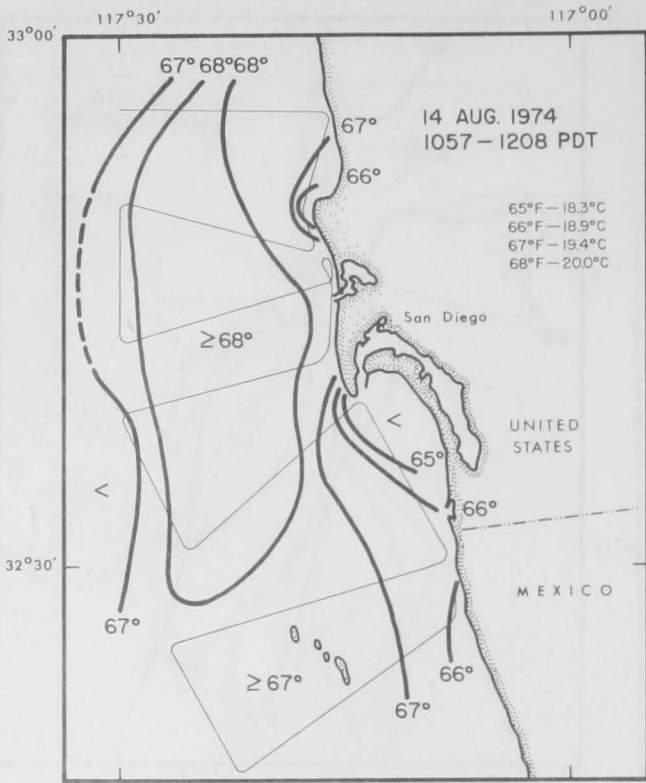 117°30′
117°00′
33°00′
67° 68° 68°
14 AUG. 1974
1057 – 1208 PDT
67°
66°
65°F – 18.3°C
66°F – 18.9°C
67°F – 19.4°C
68°F – 20.0°C
San Diego
≥68°
<
UNITED
STATES
65°
<
66°
32°30′
MEXICO
67°
≥67°
66°
67°